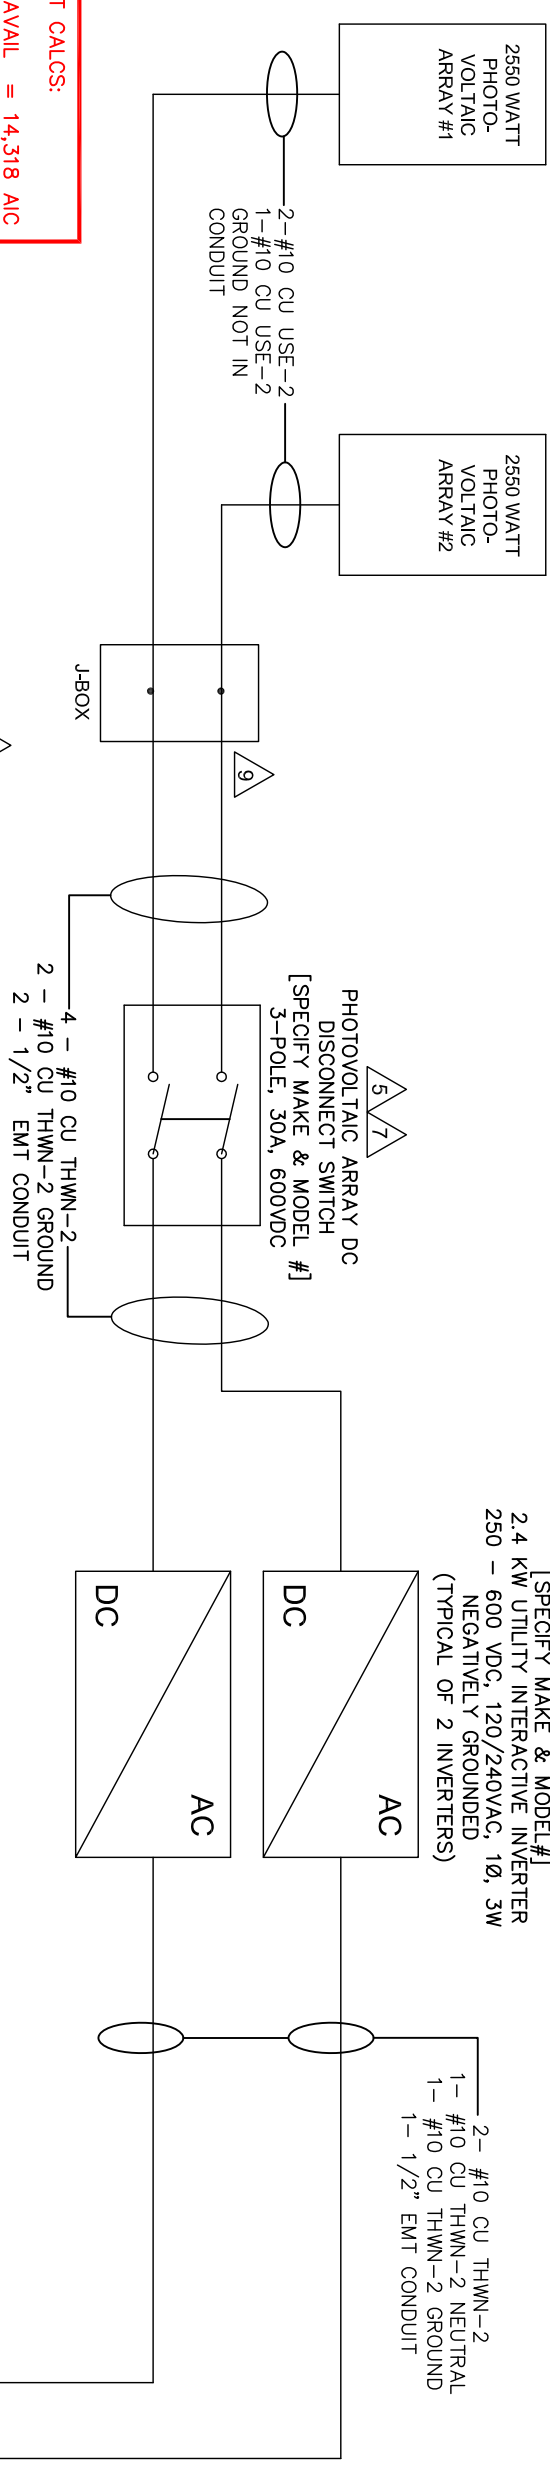 2550 WATT
PHOTO-
VOLTAIC
ARRAY #1
2550 WATT
PHOTO-
VOLTAIC
ARRAY #2
2-#10 CU USE-2
1-#10 CU USE-2
GROUND NOT IN
CONDUIT
T CALCS:
AVAIL = 14,318 AIC
J-BOX
9
4 - #10 CU THWN-2
2 - #10 CU THWN-2 GROUND
2 - 1/2" EMT CONDUIT
5
7
PHOTOVOLTAIC ARRAY DC
DISCONNECT SWITCH
[SPECIFY MAKE & MODEL #]
3-POLE, 30A, 600VDC
[SPECIFY MAKE & MODEL#]
2.4 KW UTILITY INTERACTIVE INVERTER
250 - 600 VDC, 120/240VAC, 1Ø, 3W
NEGATIVELY GROUNDED
(TYPICAL OF 2 INVERTERS)
DC
AC
DC
AC
2- #10 CU THWN-2
1- #10 CU THWN-2 NEUTRAL
1- #10 CU THWN-2 GROUND
1- 1/2" EMT CONDUIT